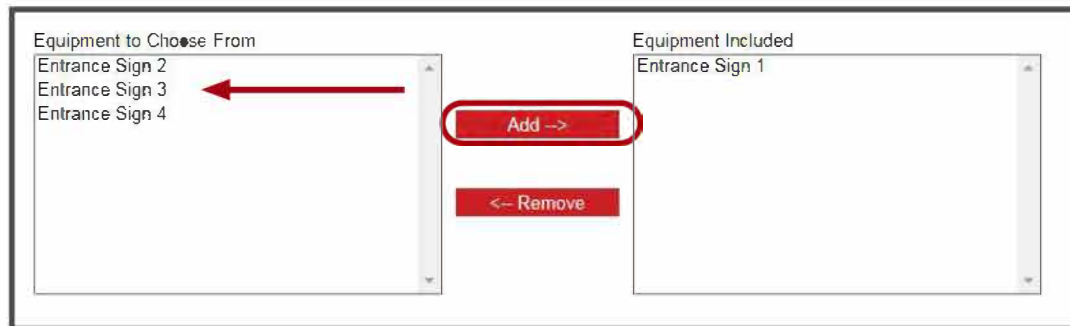 Equipment to Choose From
Entrance Sign 2
Entrance Sign 3
Entrance Sign 4
Add -->
<-- Remove
Equipment Included
Entrance Sign 1